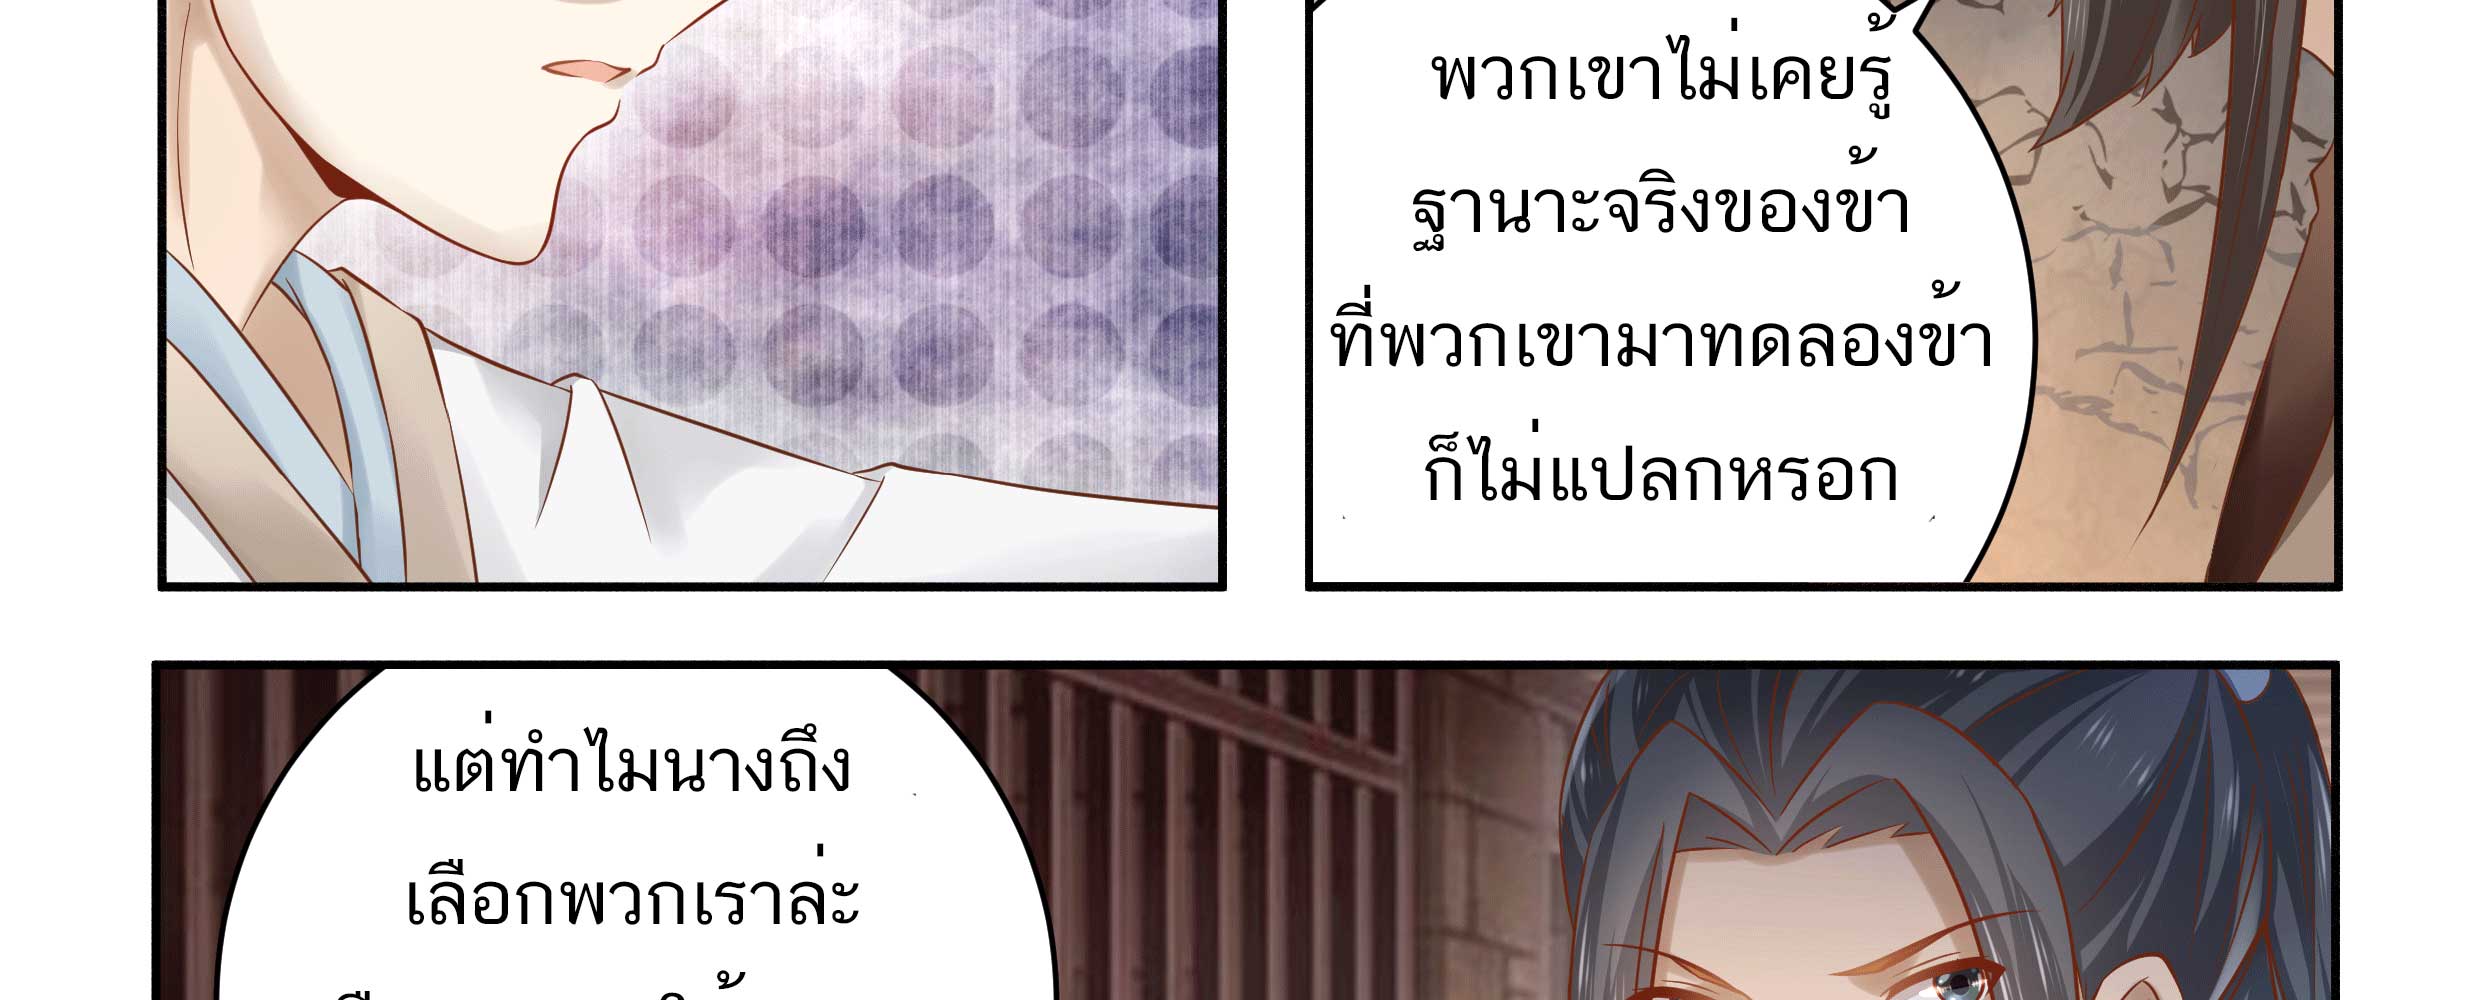 พวกเขาไม่เคยรู้
ฐานาะจริงของข้า
ที่พวกเขามาทดลองข้า
ก็ไม่แปลกหรอก
แต่ทำไมนางถึง
เลือกพวกเราล่ะ